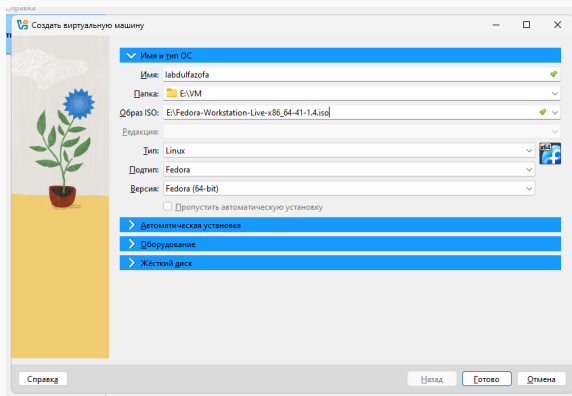 Справка
Создать виртуальную машину
Имя и тип ОС
Имя: labdulfazofa
Папка: E:\VM
Образ ISO: E:\Fedora-Workstation-Live-x86_64-41-1.4.iso
Редакция:
Тип: Linux
x64
Подтип: Fedora
Версия: Fedora (64-bit)
Пропустить автоматическую установку
Автоматическая установка
Оборудование
Жёсткий диск
Справка Назад Готово Отмена